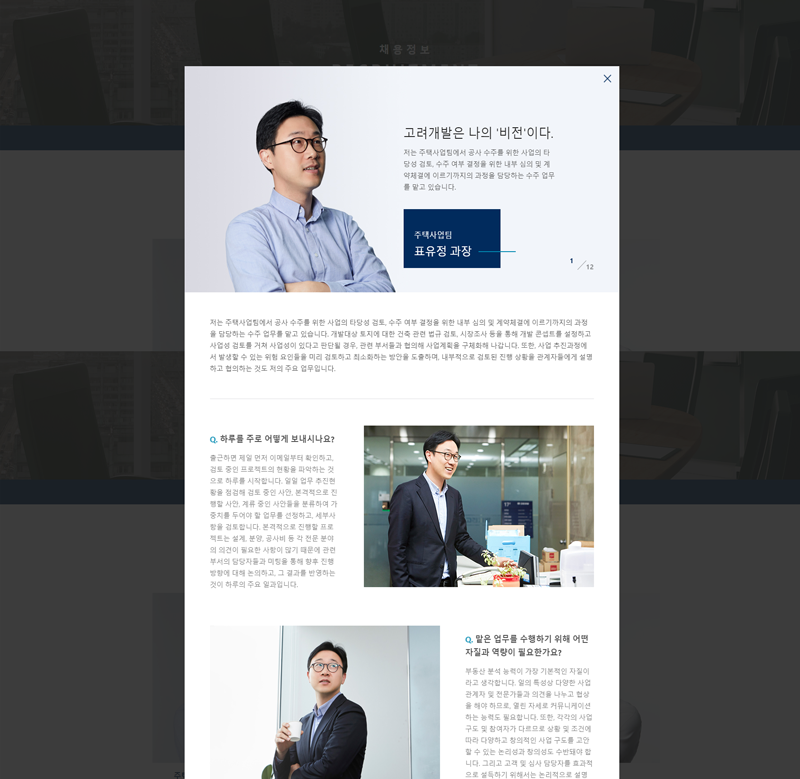 채용정보
고려개발은 나의 '비전'이다.
저는 주택사업팀에서 공사 수주를 위한 사업의 타
당성 검토, 수주 여부 결정을 위한 내부 심의 및 계
약체결에 이르기까지의 과정을 담당하는 수주 업무
를 맡고 있습니다.
주택사업팀
표유정 과장
1
12
저는 주택사업팀에서 공사 수주를 위한 사업의 타당성 검토, 수주 여부 결정을 위한 내부 심의 및 계약체결에 이르기까지의 과정
을 담당하는 수주 업무를 맡고 있습니다. 개발대상 토지에 대한 건축 관련 법규 검토, 시장조사 등을 통해 개발 콘셉트를 설정하고
사업성 검토를 거쳐 사업성이 있다고 판단될 경우, 관련 부서들과 협의해 사업계획을 구체화해 나갑니다. 또한, 사업 추진과정에
서 발생할 수 있는 위험 요인들을 미리 검토하고 최소화하는 방안을 도출하며, 내부적으로 검토된 진행 상황을 관계자들에게 설명
하고 협의하는 것도 저의 주요 업무입니다.
Q. 하루를 주로 어떻게 보내시나요?
출근하면 제일 먼저 이메일부터 확인하고,
검토 중인 프로젝트의 현황을 파악하는 것
으로 하루를 시작합니다. 일일 업무 추진현
황을 점검해 검토 중인 사안, 본격적으로 진
행할 사안, 계류 중인 사안들을 분류하여 가
중치를 두어야 할 업무를 선정하고, 세부사
항을 검토합니다. 본격적으로 진행할 프로
젝트는 설계, 분양, 공사비 등 각 전문 분야
의 의견이 필요한 사항이 많기 때문에 관련
부서의 담당자들과 미팅을 통해 향후 진행
방향에 대해 논의하고, 그 결과를 반영하는
것이 하루의 주요 일과입니다.
Q. 맡은 업무를 수행하기 위해 어떤
자질과 역량이 필요한가요?
부동산 분석 능력이 가장 기본적인 자질이
라고 생각합니다. 일의 특성상 다양한 사업
관계자 및 전문가들과 의견을 나누고 협상
을 해야 하므로, 열린 자세로 커뮤니케이션
하는 능력도 필요합니다. 또한, 각각의 사업
구도 및 참여자가 다르므로 상황 및 조건에
따라 다양하고 창의적인 사업 구도를 고안
할 수 있는 논리성과 창의성도 수반돼야 합
니다. 그리고 고객 및 심사 담당자를 효과적
으로 설득하기 위해서는 논리적으로 설명